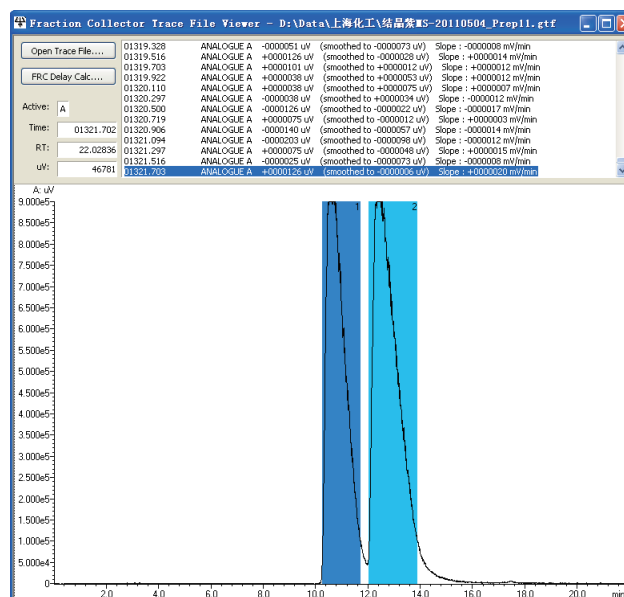 Fraction Collector Trace File Viewer - D:\Data\上海化工\结晶紫MS-20110504_Prep11.gtf
Open Trace File....
FRC Delay Calc....
Active: A
Time: 01321.702
RT: 22.02836
uV: 46781
01319.328 ANALOGUE A -0000051 uV (smoothed to -0000073 uV) Slope : -0000008 mV/min
01319.516 ANALOGUE A +0000126 uV (smoothed to -0000028 uV) Slope : +0000014 mV/min
01319.703 ANALOGUE A +0000101 uV (smoothed to +0000012 uV) Slope : +0000012 mV/min
01319.922 ANALOGUE A +0000038 uV (smoothed to +0000053 uV) Slope : +0000012 mV/min
01320.110 ANALOGUE A +0000038 uV (smoothed to +0000075 uV) Slope : +0000007 mV/min
01320.297 ANALOGUE A -0000038 uV (smoothed to +0000034 uV) Slope : -0000012 mV/min
01320.500 ANALOGUE A -0000126 uV (smoothed to -0000022 uV) Slope : -0000017 mV/min
01320.719 ANALOGUE A +0000075 uV (smoothed to -0000012 uV) Slope : +0000003 mV/min
01320.906 ANALOGUE A -0000140 uV (smoothed to -0000057 uV) Slope : -0000014 mV/min
01321.094 ANALOGUE A -0000203 uV (smoothed to -0000098 uV) Slope : -0000012 mV/min
01321.297 ANALOGUE A +0000075 uV (smoothed to -0000048 uV) Slope : +0000015 mV/min
01321.516 ANALOGUE A -0000025 uV (smoothed to -0000073 uV) Slope : -0000008 mV/min
01321.703 ANALOGUE A +0000126 uV (smoothed to -0000006 uV) Slope : +0000020 mV/min
A: uV
9.000e5
8.500e5
8.000e5
7.500e5
7.000e5
6.500e5
6.000e5
5.500e5
5.000e5
4.500e5
4.000e5
3.500e5
3.000e5
2.500e5
2.000e5
1.500e5
1.000e5
5.000e4
0
1 2
2.0 4.0 6.0 8.0 10.0 12.0 14.0 16.0 18.0 20.0 min